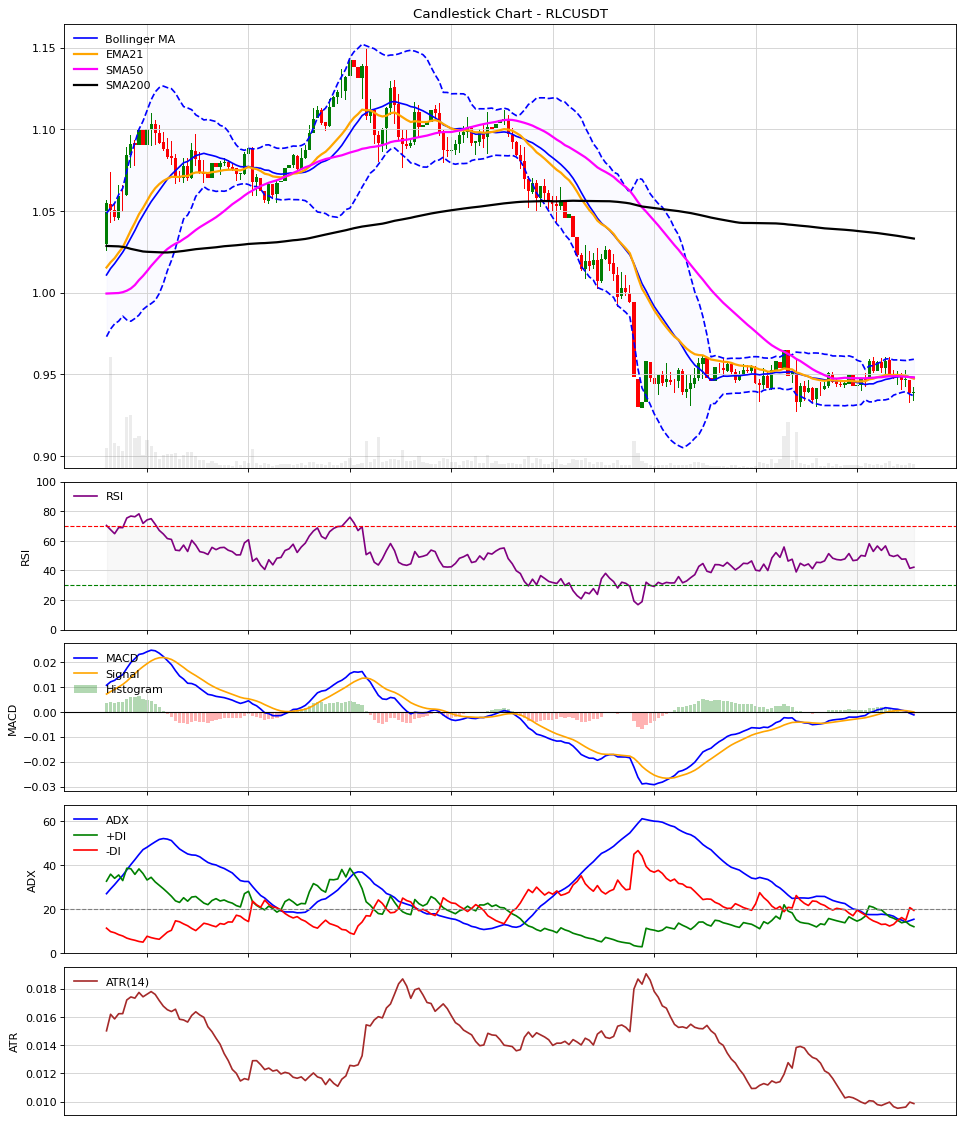 Candlestick Chart - RLCUSDT
Bollinger MA
EMA21
SMA50
SMA200
1.15
1.10
1.05
1.00
0.95
0.90
RSI
RSI
100
80
60
40
20
0
MACD
Signal
Histogram
MACD
0.02
0.01
0.00
−0.01
−0.02
−0.03
ADX
+DI
-DI
ADX
60
40
20
0
ATR(14)
ATR
0.018
0.016
0.014
0.012
0.010